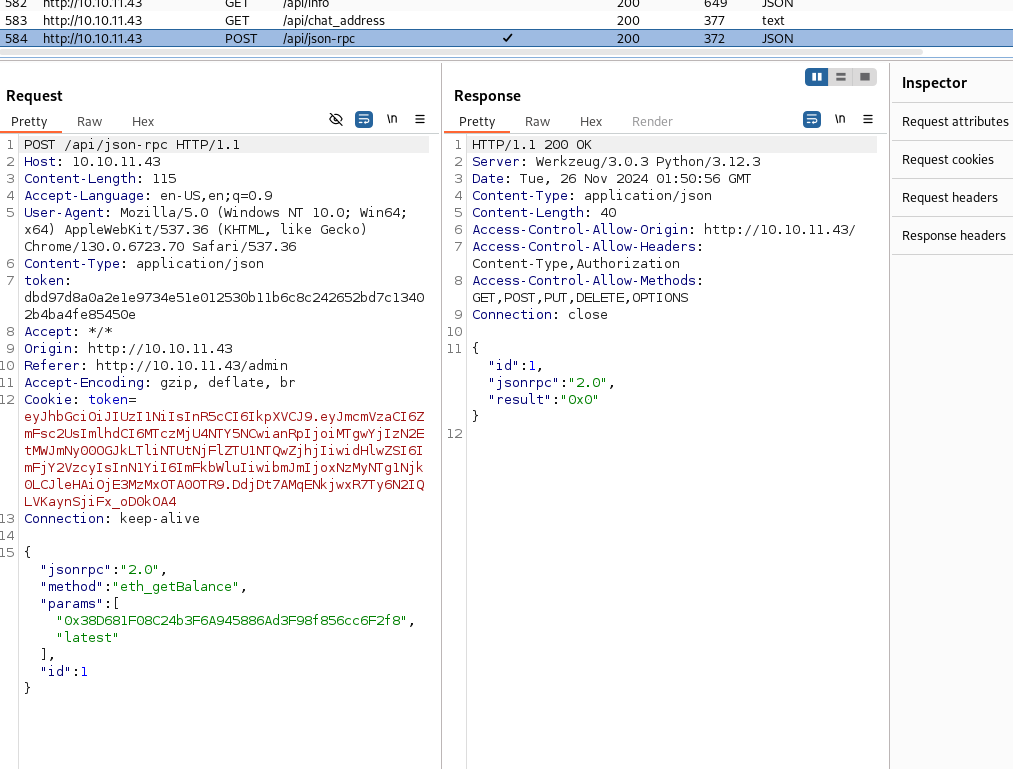 582 http://10.10.11.43 GET /api/info 200 649 JSON
583 http://10.10.11.43 GET /api/chat_address 200 377 text
584 http://10.10.11.43 POST /api/json-rpc ✓ 200 372 JSON
Request
Pretty Raw Hex \n
1 POST /api/json-rpc HTTP/1.1
2 Host: 10.10.11.43
3 Content-Length: 115
4 Accept-Language: en-US,en;q=0.9
5 User-Agent: Mozilla/5.0 (Windows NT 10.0; Win64;
x64) AppleWebKit/537.36 (KHTML, like Gecko)
Chrome/130.0.6723.70 Safari/537.36
6 Content-Type: application/json
7 token:
dbd97d8a0a2e1e9734e51e012530b11b6c8c242652bd7c1340
2b4ba4fe85450e
8 Accept: */*
9 Origin: http://10.10.11.43
10 Referer: http://10.10.11.43/admin
11 Accept-Encoding: gzip, deflate, br
12 Cookie: token=
eyJhbGciOiJIUzI1NiIsInR5cCI6IkpXVCJ9.eyJmcmVzaCI6Z
mFsc2UsImlhdCI6MTczMjU4NTY5NCwianRpIjoiMTgwYjIzN2E
tMWJmNy00OGJkLTliNTUtNjFlZTU1NTQwZjhjIiwidHlwZSI6I
mFjY2VzcyIsInN1YiI6ImFkbWluIiwibmJmIjoxNzMyNTg1Njk
0LCJleHAiOjE3MzMxOTA0OTR9.DdjDt7AMqENkjwxR7Ty6N2IQ
LVKaynSjiFx_oD0kOA4
13 Connection: keep-alive
14
15 {
"jsonrpc":"2.0",
"method":"eth_getBalance",
"params":[
"0x38D681F08C24b3F6A945886Ad3F98f856cc6F2f8",
"latest"
],
"id":1
}
Response
Pretty Raw Hex Render \n
1 HTTP/1.1 200 OK
2 Server: Werkzeug/3.0.3 Python/3.12.3
3 Date: Tue, 26 Nov 2024 01:50:56 GMT
4 Content-Type: application/json
5 Content-Length: 40
6 Access-Control-Allow-Origin: http://10.10.11.43/
7 Access-Control-Allow-Headers:
Content-Type,Authorization
8 Access-Control-Allow-Methods:
GET,POST,PUT,DELETE,OPTIONS
9 Connection: close
10
11 {
"id":1,
"jsonrpc":"2.0",
"result":"0x0"
}
12
Inspector
Request attributes
Request cookies
Request headers
Response headers